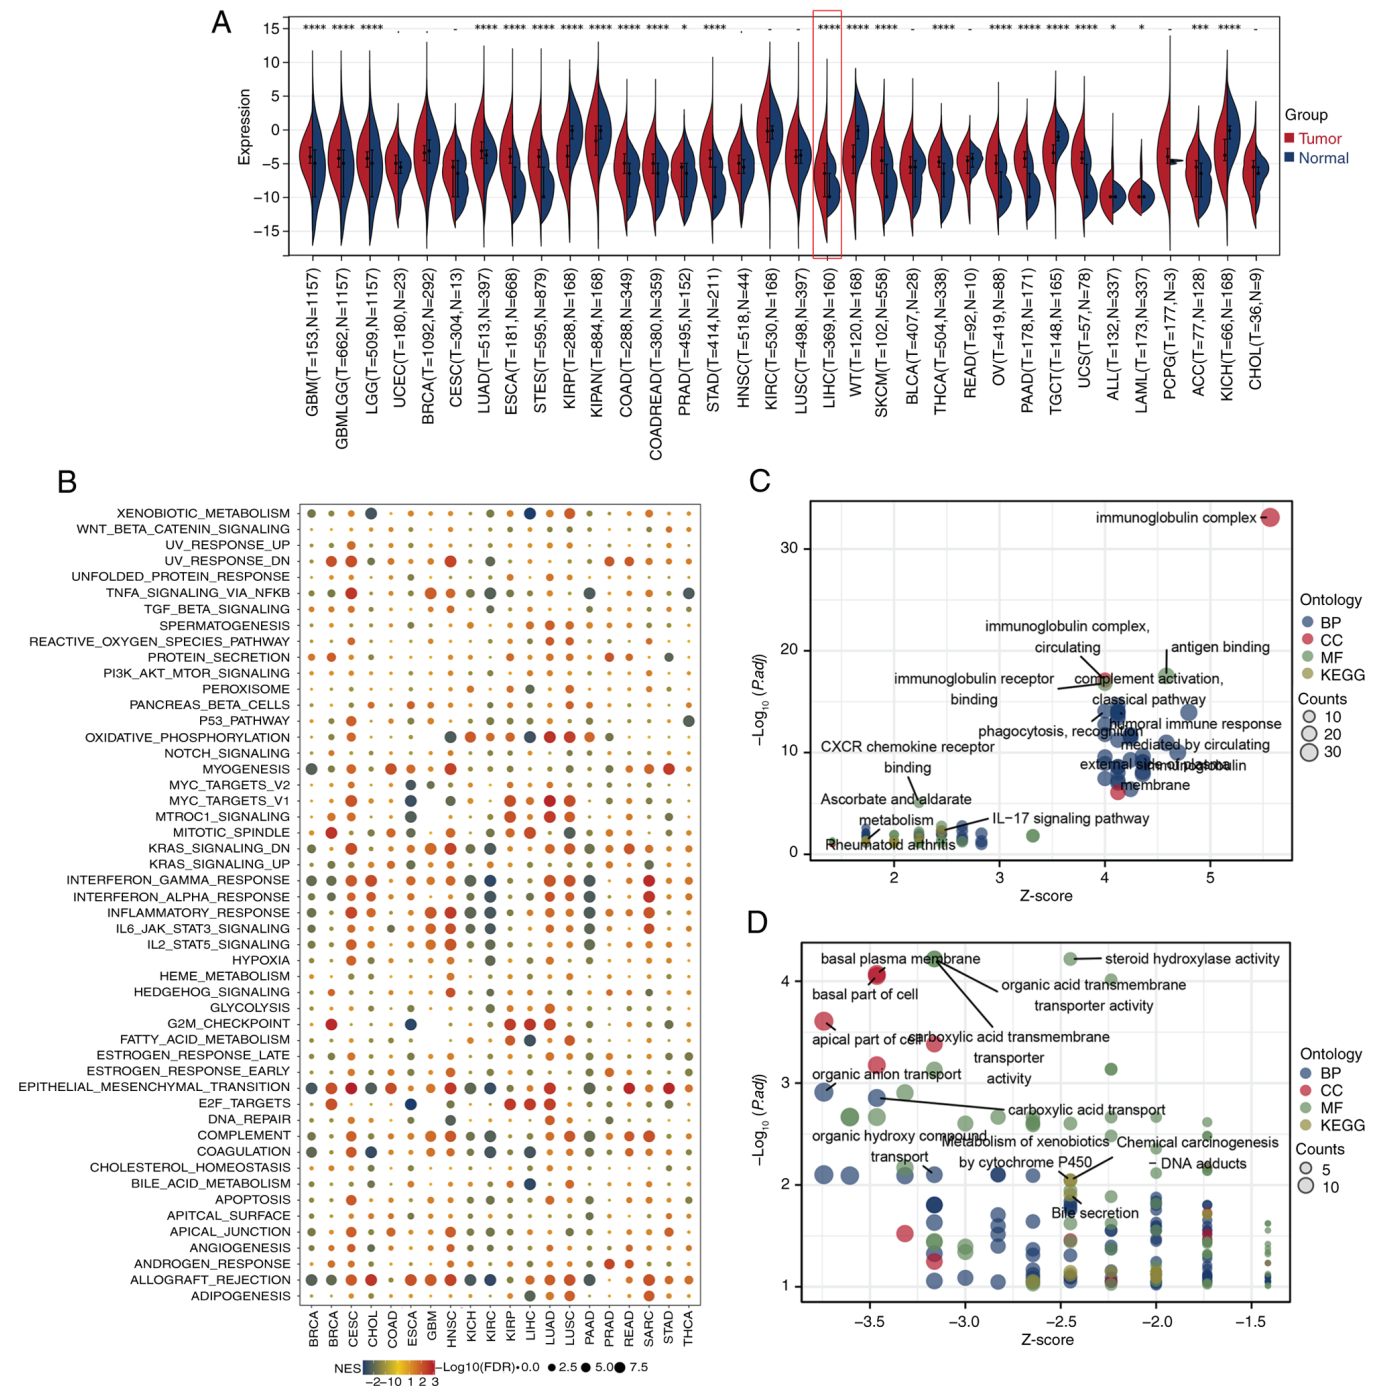 A
**** **** **** . . - **** **** **** **** **** **** **** * **** . - - **** **** **** - **** - **** **** **** **** * * - *** **** -
15
10
5
0
−5
−10
−15
Expression
Group
Tumor
Normal
GBM(T=153,N=1157)
GBMLGG(T=662,N=1157)
LGG(T=509,N=1157)
UCEC(T=180,N=23)
BRCA(T=1092,N=292)
CESC(T=304,N=13)
LUAD(T=513,N=397)
ESCA(T=181,N=668)
STES(T=595,N=879)
KIRP(T=288,N=168)
KIPAN(T=884,N=168)
COAD(T=288,N=349)
COADREAD(T=380,N=359)
PRAD(T=495,N=152)
STAD(T=414,N=211)
HNSC(T=518,N=44)
KIRC(T=530,N=168)
LUSC(T=498,N=397)
LIHC(T=369,N=160)
WT(T=120,N=168)
SKCM(T=102,N=558)
BLCA(T=407,N=28)
THCA(T=504,N=338)
READ(T=92,N=10)
OV(T=419,N=88)
PAAD(T=178,N=171)
TGCT(T=148,N=165)
UCS(T=57,N=78)
ALL(T=132,N=337)
LAML(T=173,N=337)
PCPG(T=177,N=3)
ACC(T=77,N=128)
KICH(T=66,N=168)
CHOL(T=36,N=9)
B
XENOBIOTIC_METABOLISM
WNT_BETA_CATENIN_SIGNALING
UV_RESPONSE_UP
UV_RESPONSE_DN
UNFOLDED_PROTEIN_RESPONSE
TNFA_SIGNALING_VIA_NFKB
TGF_BETA_SIGNALING
SPERMATOGENESIS
REACTIVE_OXYGEN_SPECIES_PATHWAY
PROTEIN_SECRETION
PI3K_AKT_MTOR_SIGNALING
PEROXISOME
PANCREAS_BETA_CELLS
P53_PATHWAY
OXIDATIVE_PHOSPHORYLATION
NOTCH_SIGNALING
MYOGENESIS
MYC_TARGETS_V2
MYC_TARGETS_V1
MTROC1_SIGNALING
MITOTIC_SPINDLE
KRAS_SIGNALING_DN
KRAS_SIGNALING_UP
INTERFERON_GAMMA_RESPONSE
INTERFERON_ALPHA_RESPONSE
INFLAMMATORY_RESPONSE
IL6_JAK_STAT3_SIGNALING
IL2_STAT5_SIGNALING
HYPOXIA
HEME_METABOLISM
HEDGEHOG_SIGNALING
GLYCOLYSIS
G2M_CHECKPOINT
FATTY_ACID_METABOLISM
ESTROGEN_RESPONSE_LATE
ESTROGEN_RESPONSE_EARLY
EPITHELIAL_MESENCHYMAL_TRANSITION
E2F_TARGETS
DNA_REPAIR
COMPLEMENT
COAGULATION
CHOLESTEROL_HOMEOSTASIS
BILE_ACID_METABOLISM
APOPTOSIS
APITCAL_SURFACE
APICAL_JUNCTION
ANGIOGENESIS
ANDROGEN_RESPONSE
ALLOGRAFT_REJECTION
ADIPOGENESIS
BRCA
BRCA
CESC
CHOL
COAD
ESCA
GBM
HNSC
KICH
KIRC
KIRP
LIHC
LUAD
LUSC
PAAD
PRAD
READ
SARC
STAD
THCA
NES −Log10(FDR) 0.0 2.5 5.0 7.5
−2−10 1 2 3
C
30
20
10
0
−Log10 (P.adj)
immunoglobulin complex
immunoglobulin complex,
circulating
antigen binding
immunoglobulin receptor
binding
complement activation,
classical pathway
phagocytosis, recognition
humoral immune response
mediated by circulating
immunoglobulin
CXCR chemokine receptor
binding
external side of plasma
membrane
Ascorbate and aldarate
metabolism
IL−17 signaling pathway
Rheumatoid arthritis
2 3 4 5
Z-score
Ontology
BP
CC
MF
KEGG
Counts
10
20
30
D
4
3
2
1
−Log10 (P.adj)
basal plasma membrane
steroid hydroxylase activity
basal part of cell
organic acid transmembrane
transporter activity
apical part of cell
carboxylic acid transmembrane
transporter
activity
organic anion transport
carboxylic acid transport
organic hydroxy compound
transport
Metabolism of xenobiotics
by cytochrome P450
Chemical carcinogenesis
− DNA adducts
Bile secretion
−3.5 −3.0 −2.5 −2.0 −1.5
Z-score
Ontology
BP
CC
MF
KEGG
Counts
5
10